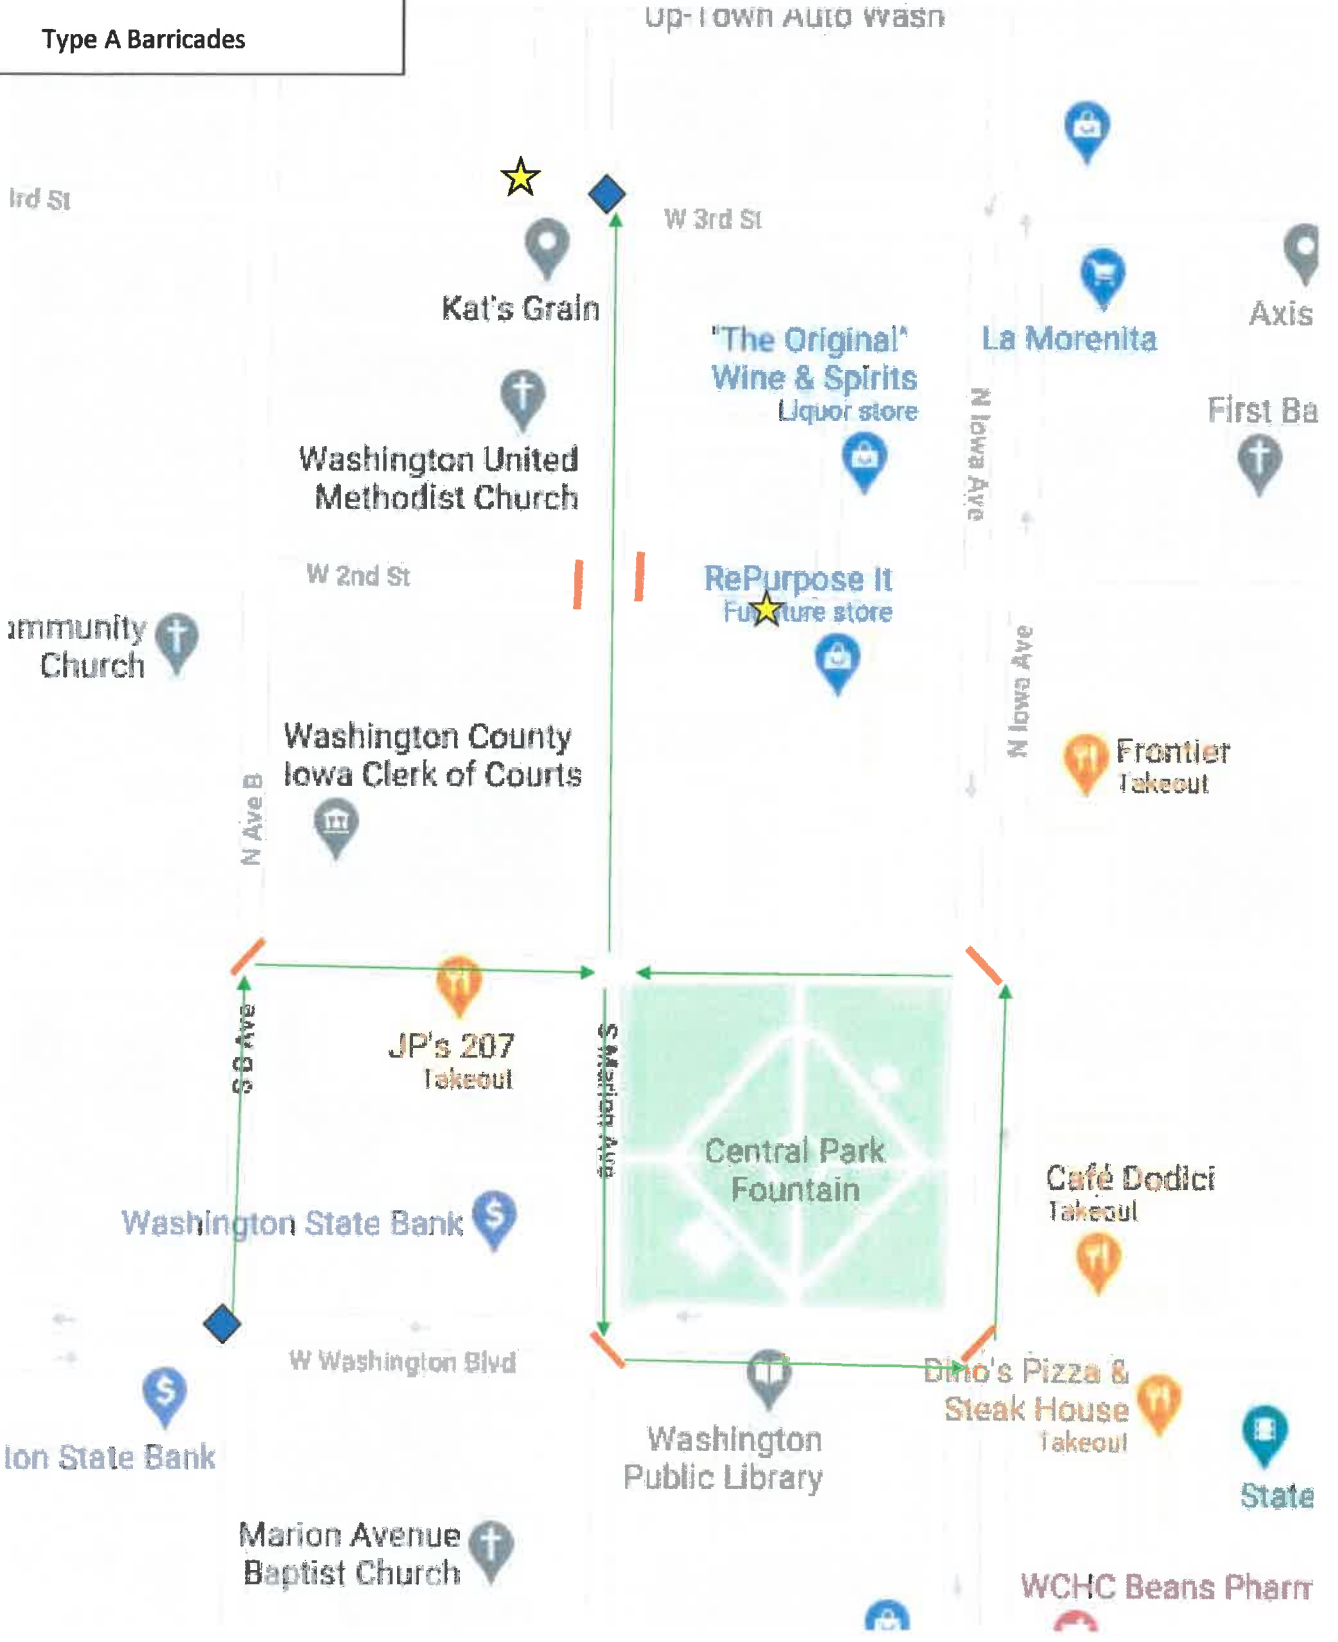 Up-Town Auto Wash
Type A Barricades
Ird St
W 3rd St
Kat's Grain
"The Original"
Wine & Spirits
Liquor store
La Morenita
Axis
N Iowa Ave
First Ba
Washington United
Methodist Church
W 2nd St
RePurpose It
Furniture store
ommunity
Church
N Iowa Ave
Washington County
Iowa Clerk of Courts
Frontier
Takeout
N Ave B
S B Ave
JP's 207
Takeout
S Marion Ave
Central Park
Fountain
Café Dodici
Takeout
Washington State Bank
W Washington Blvd
Dino's Pizza &
Steak House
Takeout
ton State Bank
Washington
Public Library
State
Marion Avenue
Baptist Church
WCHC Beans Pharm